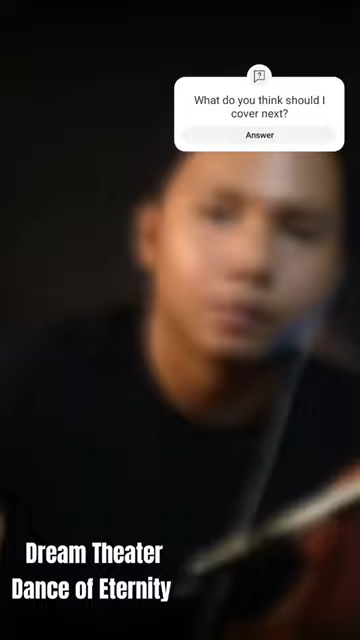 What do you think should I
cover next?
Answer
Dream Theater
Dance of Eternity